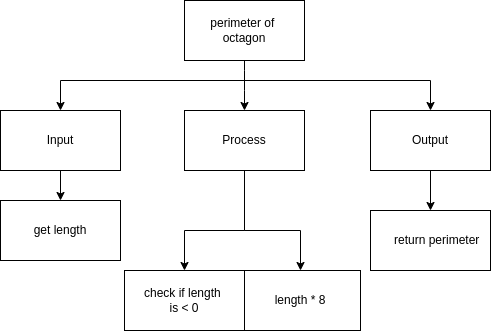 perimeter of
octagon
Input
Process
Output
get length
return perimeter
check if length
is < 0
length * 8